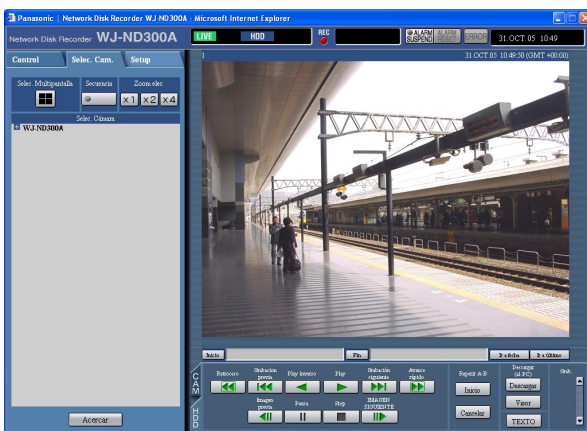 Panasonic | Network Disk Recorder WJ-ND300A - Microsoft Internet Explorer
Network Disk Recorder WJ-ND300A
LIVE HDD REC ALARM SUSPEND ALARM RESET ERROR 31.OCT.05 10:49
Control Selec. Cam. Setup
1 31.OCT.05 10:49:50 (GMT +00:00)
Selec. Multipantalla Secuencia Zoom elec.
x1 x2 x4
Selec. Cámara
WJ-ND300A
Inicio Fin Ir a fecha Ir a último
CAM
Retroceso Grabacion previa Play inverso Play Grabación siguiente Avance rápido
Repetir A-B
Descargar (al PC)
Grab.
Inicio Descargar
HDD
Imagen previa Pausa Stop IMAGEN SIGUIENTE
Cancelar Visor
TEXTO
Acercar